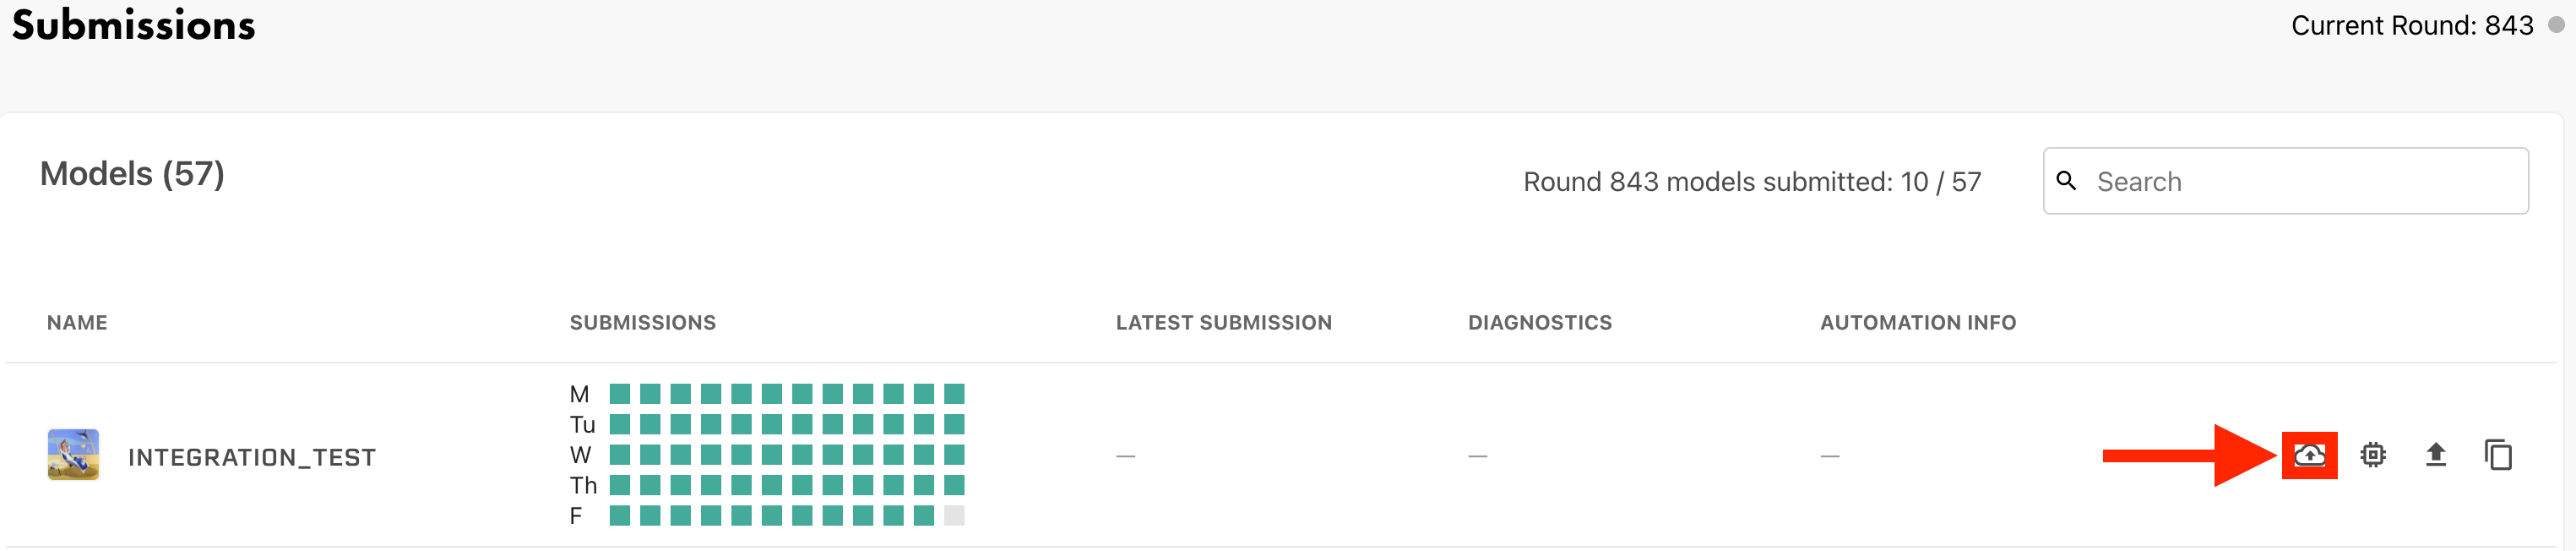 Submissions
Current Round: 843
Models (57)
Round 843 models submitted: 10 / 57
Search
NAME
SUBMISSIONS
LATEST SUBMISSION
DIAGNOSTICS
AUTOMATION INFO
INTEGRATION_TEST
M
Tu
W
Th
F
—
—
—